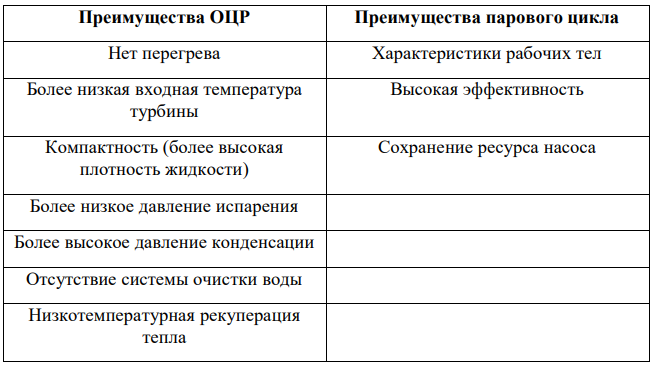 Преимущества ОЦР
Преимущества парового цикла
Нет перегрева
Характеристики рабочих тел
Более низкая входная температура
турбины
Высокая эффективность
Компактность (более высокая
плотность жидкости)
Сохранение ресурса насоса
Более низкое давление испарения
Более высокое давление конденсации
Отсутствие системы очистки воды
Низкотемпературная рекуперация
тепла